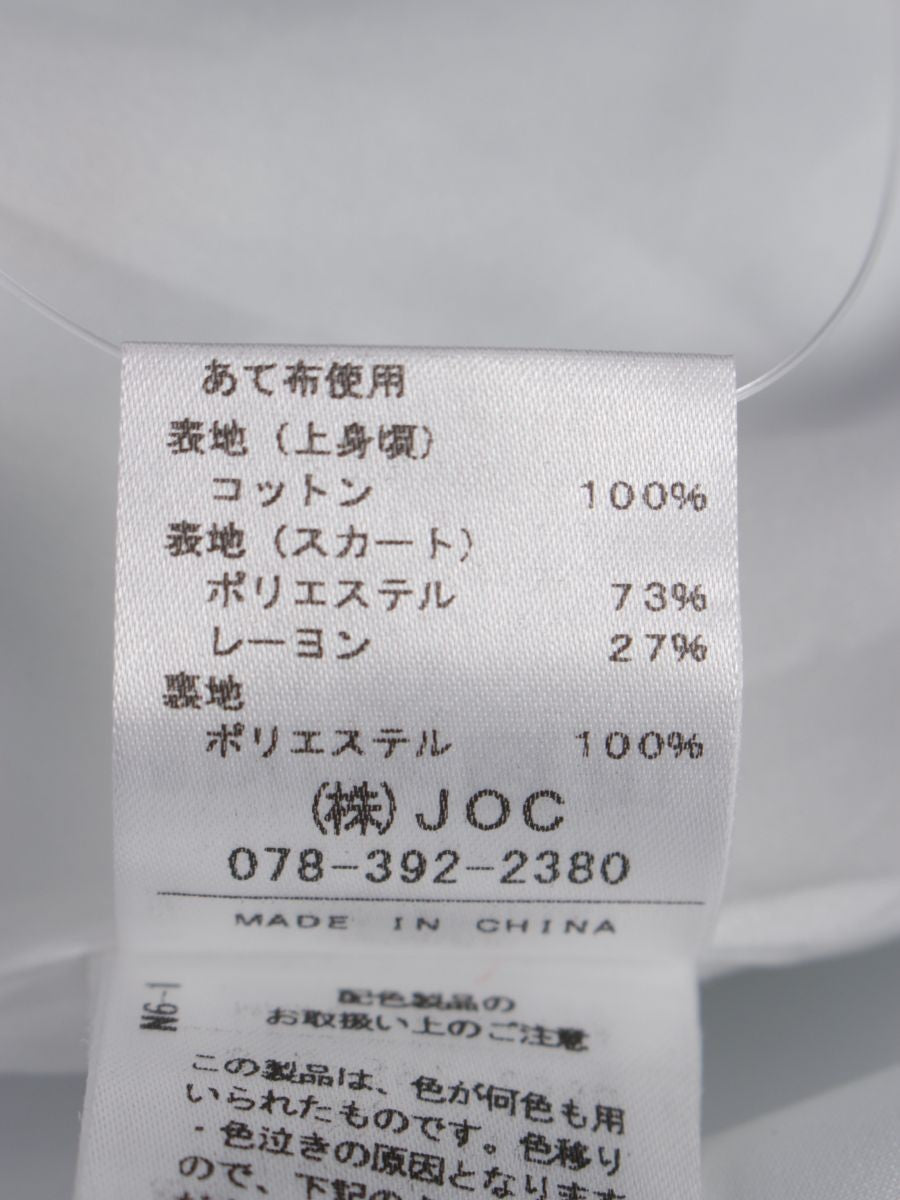 あて布使用
表地(上身頃)
コットン 100%
表地(スカート)
ポリエステル 73%
レーヨン 27%
裏地
ポリエステル 100%
(株)JOC
078-392-2380
MADE IN CHINA
N6-1
配色製品の
お取扱い上のご注意
この製品は、色が何色も用
いられたものです。色移り
・色泣きの原因となります
ので、下記の